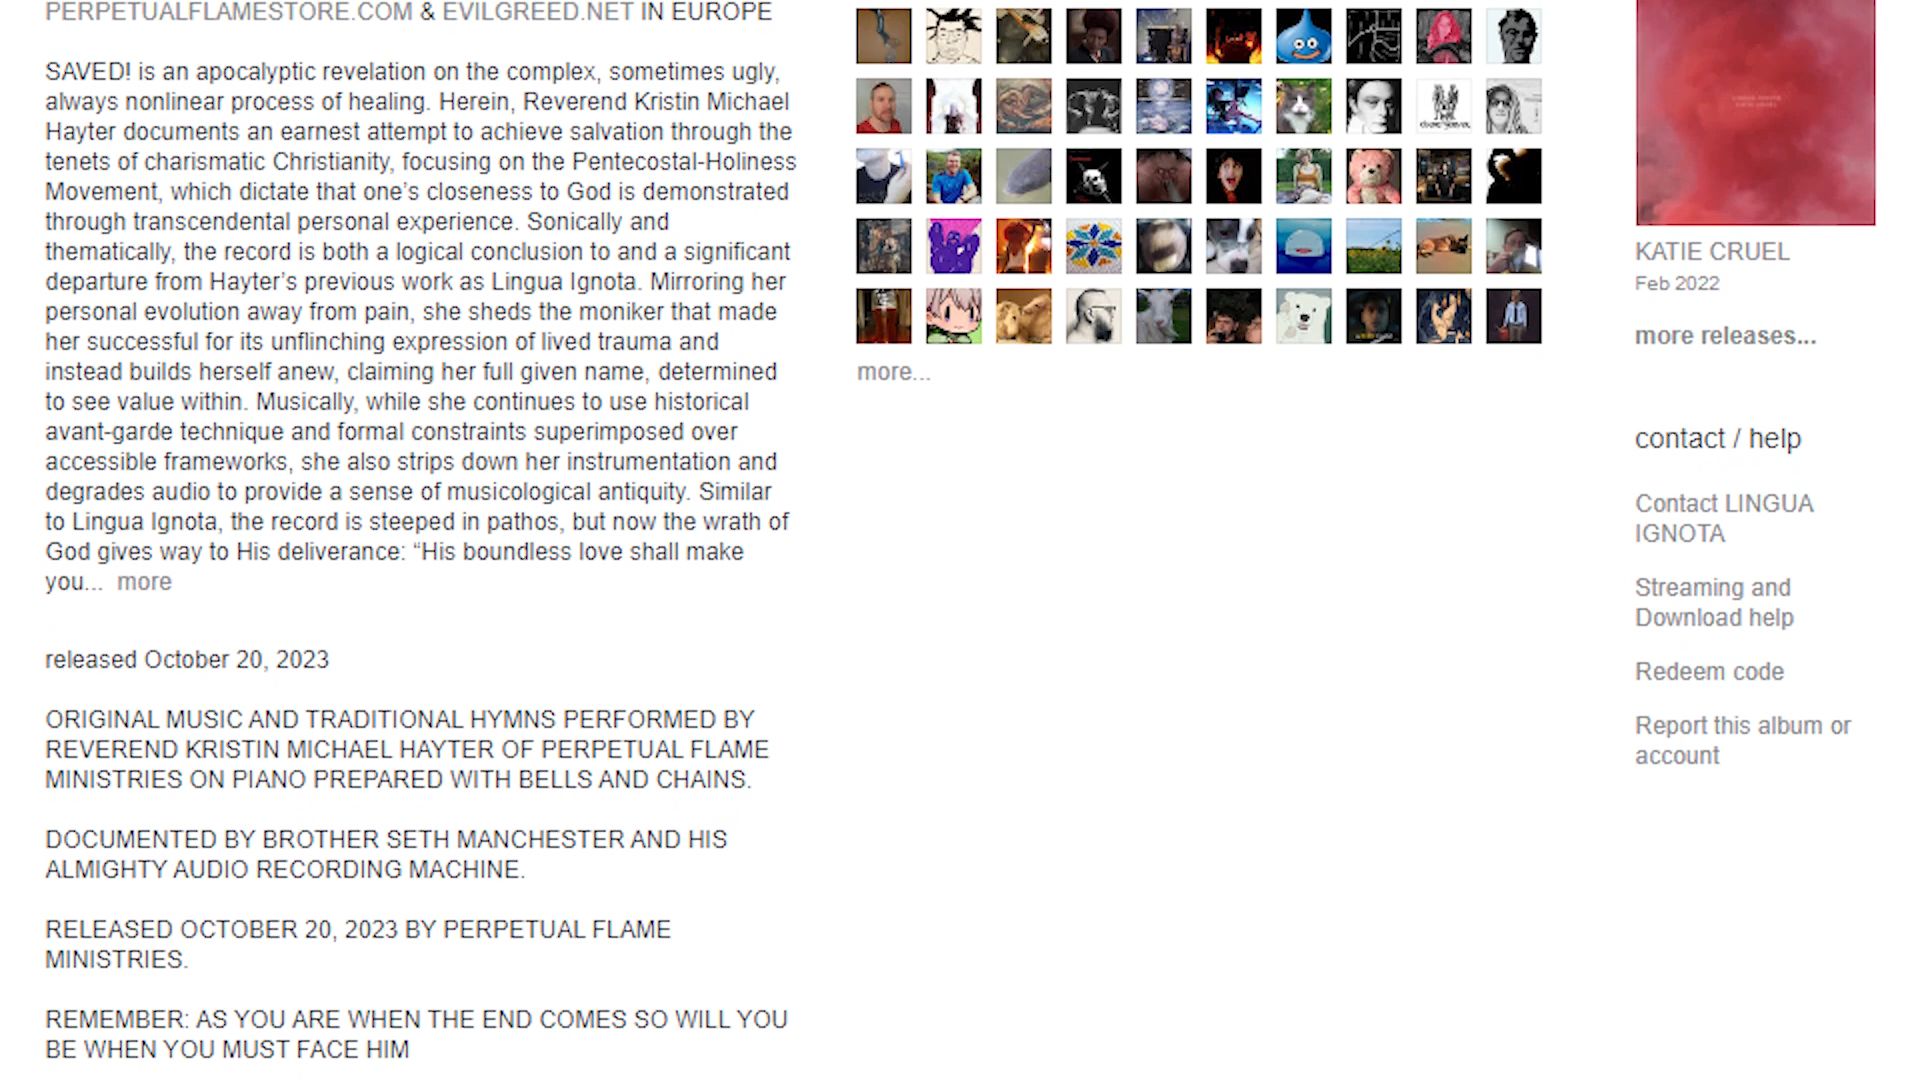 PERPETUALFLAMESTORE.COM & EVILGREED.NET IN EUROPE
SAVED! is an apocalyptic revelation on the complex, sometimes ugly,
always nonlinear process of healing. Herein, Reverend Kristin Michael
Hayter documents an earnest attempt to achieve salvation through the
tenets of charismatic Christianity, focusing on the Pentecostal-Holiness
Movement, which dictate that one’s closeness to God is demonstrated
through transcendental personal experience. Sonically and
thematically, the record is both a logical conclusion to and a significant
departure from Hayter’s previous work as Lingua Ignota. Mirroring her
personal evolution away from pain, she sheds the moniker that made
her successful for its unflinching expression of lived trauma and
instead builds herself anew, claiming her full given name, determined
to see value within. Musically, while she continues to use historical
avant-garde technique and formal constraints superimposed over
accessible frameworks, she also strips down her instrumentation and
degrades audio to provide a sense of musicological antiquity. Similar
to Lingua Ignota, the record is steeped in pathos, but now the wrath of
God gives way to His deliverance: “His boundless love shall make
you... more
released October 20, 2023
ORIGINAL MUSIC AND TRADITIONAL HYMNS PERFORMED BY
REVEREND KRISTIN MICHAEL HAYTER OF PERPETUAL FLAME
MINISTRIES ON PIANO PREPARED WITH BELLS AND CHAINS.
DOCUMENTED BY BROTHER SETH MANCHESTER AND HIS
ALMIGHTY AUDIO RECORDING MACHINE.
RELEASED OCTOBER 20, 2023 BY PERPETUAL FLAME
MINISTRIES.
REMEMBER: AS YOU ARE WHEN THE END COMES SO WILL YOU
BE WHEN YOU MUST FACE HIM
more...
KATIE CRUEL
Feb 2022
more releases...
contact / help
Contact LINGUA
IGNOTA
Streaming and
Download help
Redeem code
Report this album or
account